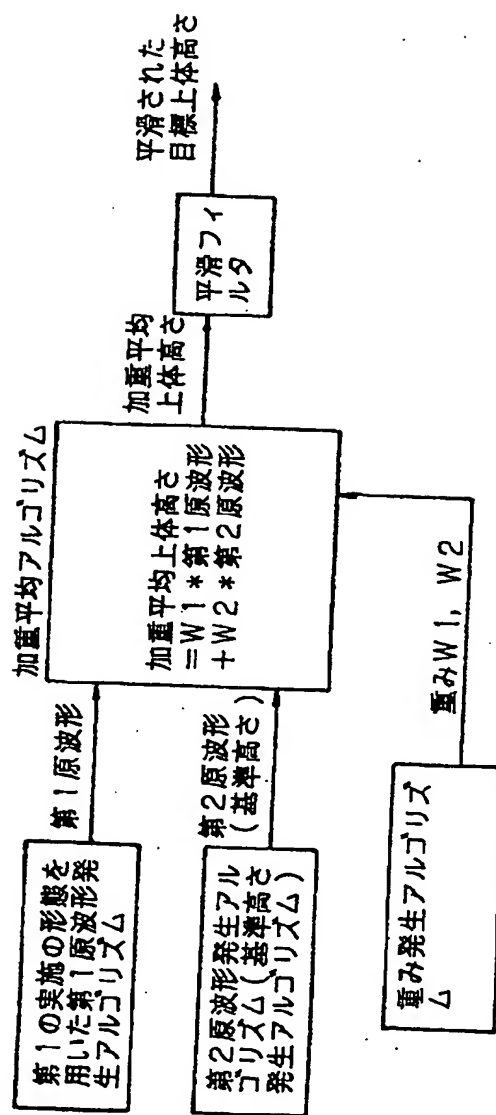 第1の実施の形態を
用いた第1原波形発
生アルゴリズム
第1原波形
第2原波形発生アル
ゴリズム(基準高さ
発生アルゴリズム)
第2原波形
(基準高さ)
重み発生アルゴリズ
ム
重みW1, W2
加重平均アルゴリズム
加重平均上体高さ
=W1*第1原波形
+W2*第2原波形
加重平均
上体高さ
平滑フィ
ルタ
平滑された
目標上体高さ